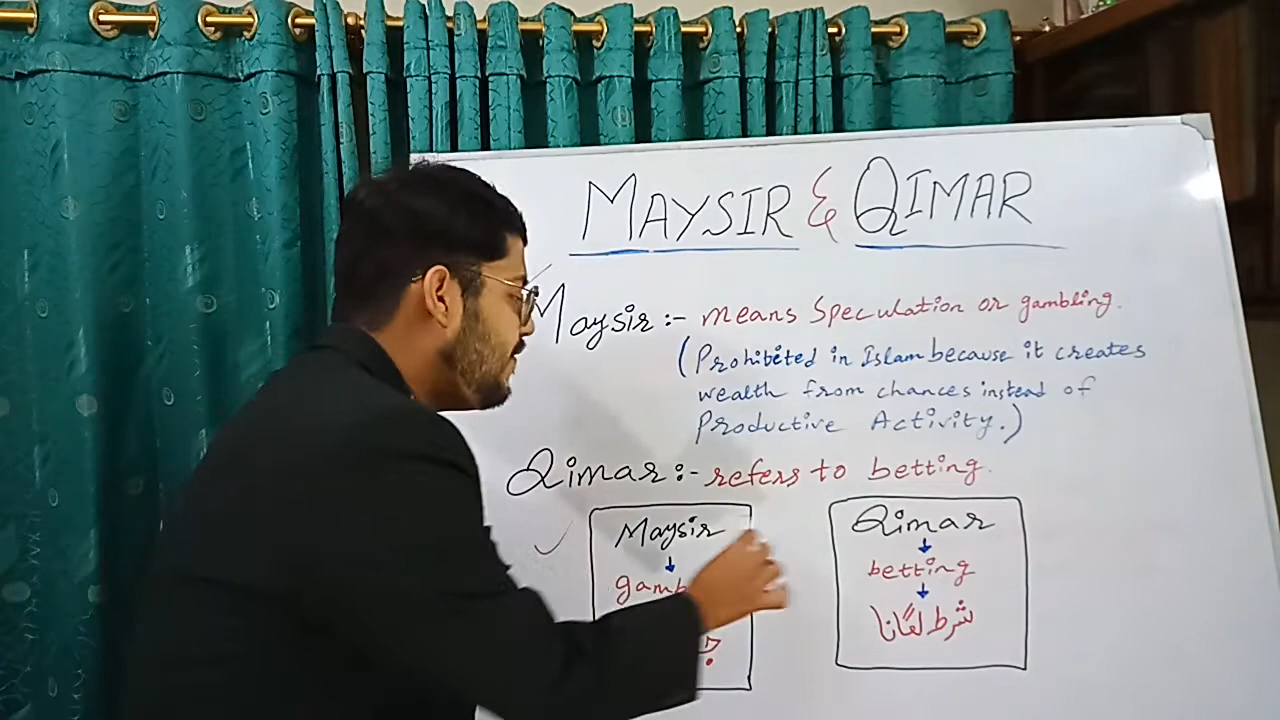 MAYSIR & QIMAR
Maysir :- means Speculation or gambling.
(Prohibited in Islam because it creates
wealth from chances instead of
Productive Activity.)
Qimar :- refers to betting.
Maysir
↓
Qimar
↓
betting
↓
شرط لگانا